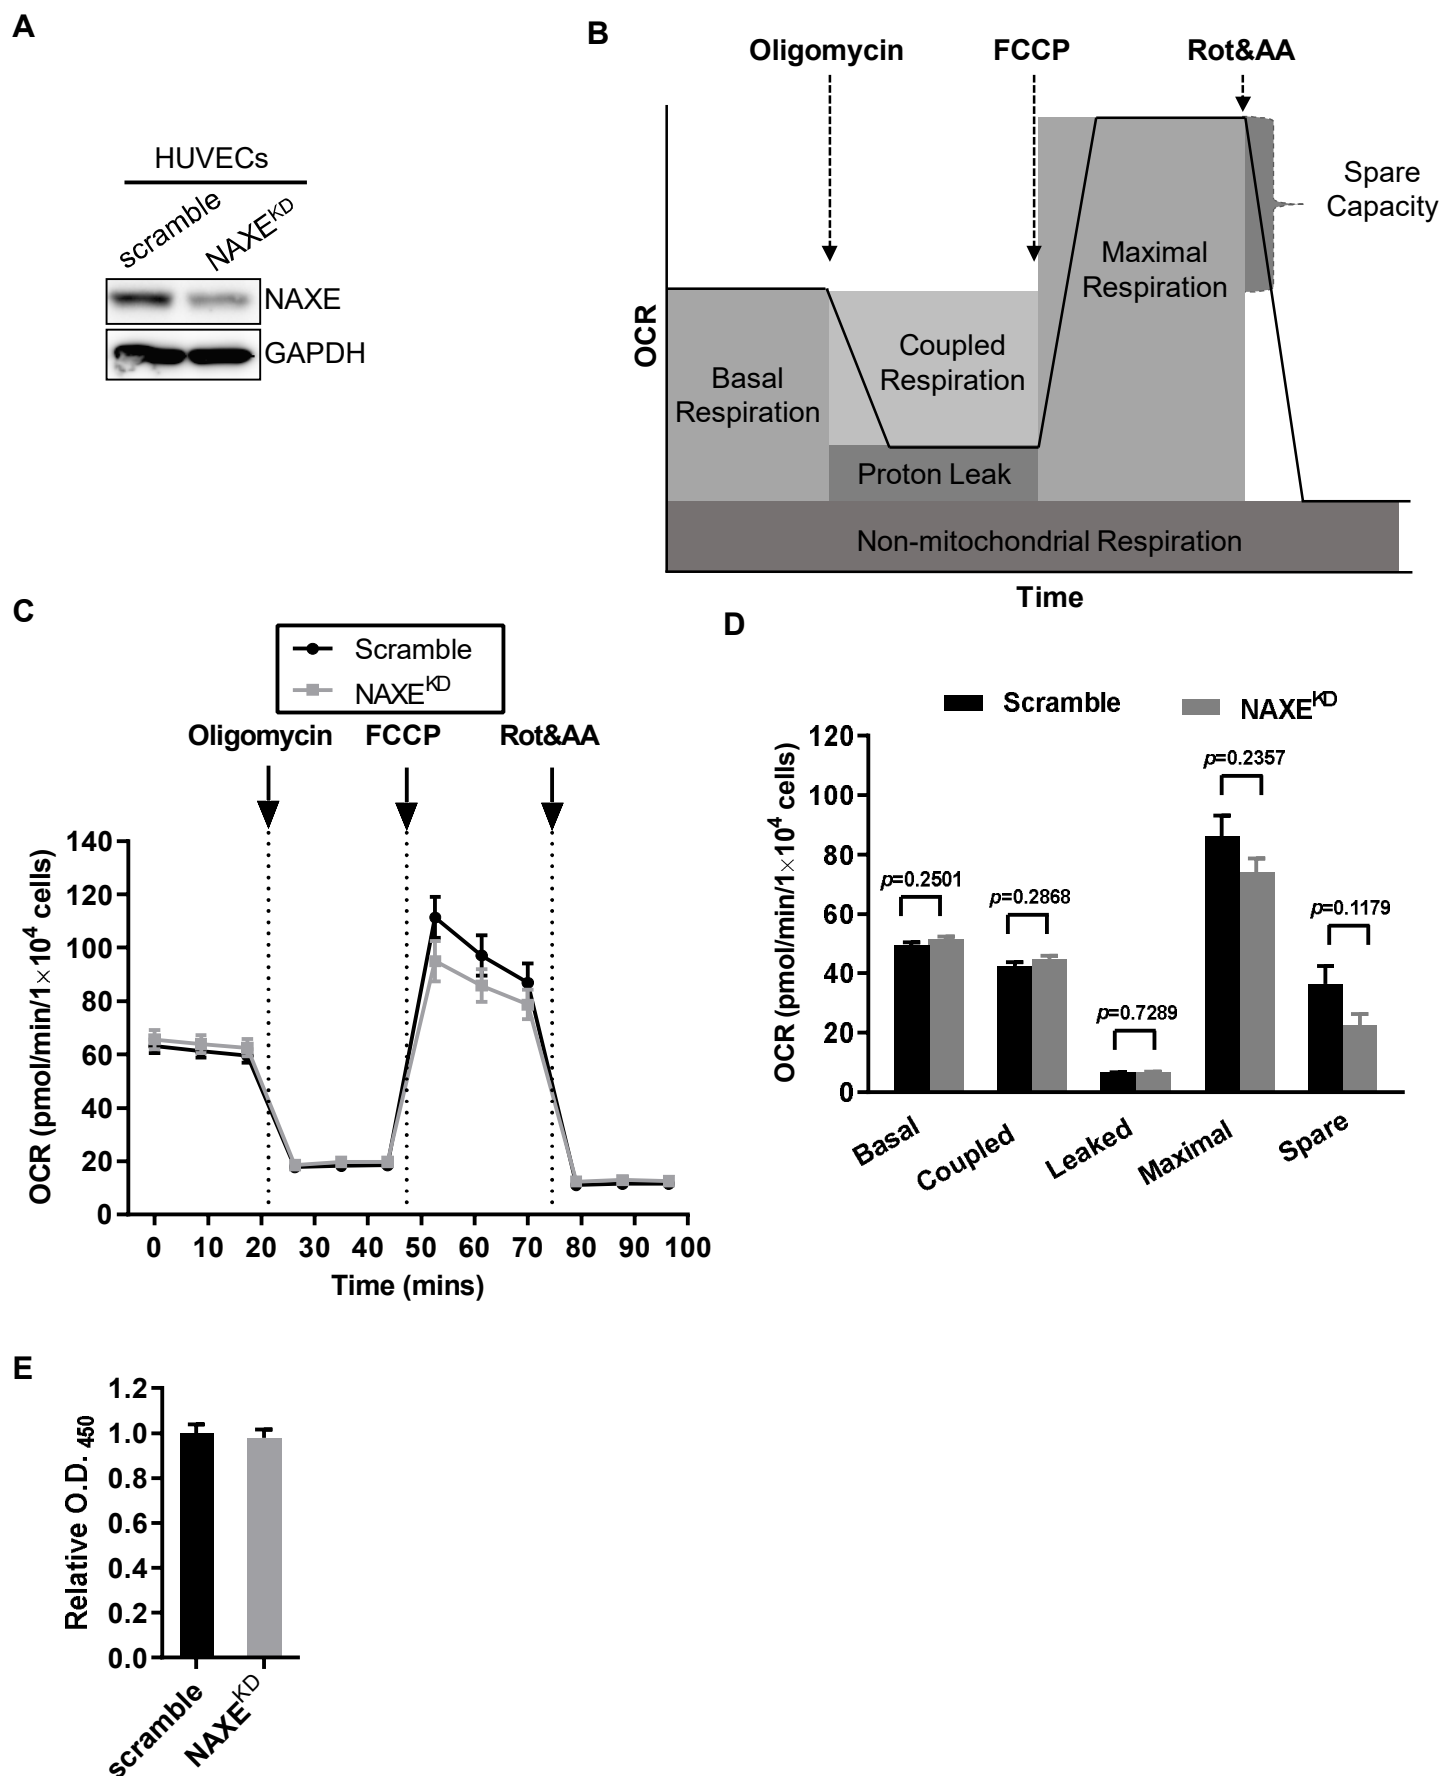 A
HUVECs
scramble
NAXE^KD
NAXE
GAPDH
B
Oligomycin
FCCP
Rot&AA
Spare
Capacity
Maximal
Respiration
Coupled
Respiration
Basal
Respiration
Proton Leak
Non-mitochondrial Respiration
OCR
Time
C
Scramble
NAXE^KD
Oligomycin
FCCP
Rot&AA
OCR (pmol/min/1×10^4 cells)
140
120
100
80
60
40
20
0
0 10 20 30 40 50 60 70 80 90 100
Time (mins)
D
Scramble
NAXE^KD
OCR (pmol/min/1×10^4 cells)
120
100
80
60
40
20
0
p=0.2501
p=0.2868
p=0.7289
p=0.2357
p=0.1179
Basal
Coupled
Leaked
Maximal
Spare
E
Relative O.D. 450
1.2
1.0
0.8
0.6
0.4
0.2
0.0
scramble
NAXE^KD